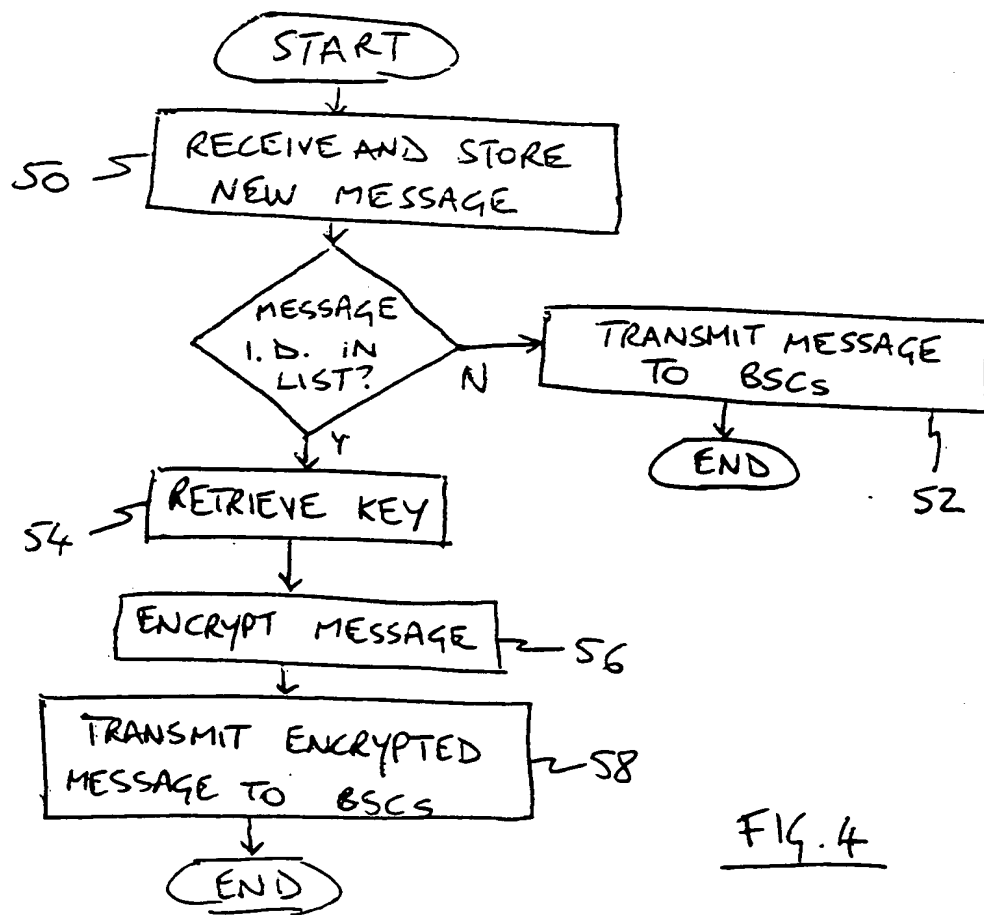 START
50
RECEIVE AND STORE
NEW MESSAGE
MESSAGE
I.D. IN
LIST?
N
TRANSMIT MESSAGE
TO BSCs
52
END
Y
54
RETRIEVE KEY
ENCRYPT MESSAGE
56
TRANSMIT ENCRYPTED
MESSAGE TO BSCs
58
END
FIG. 4